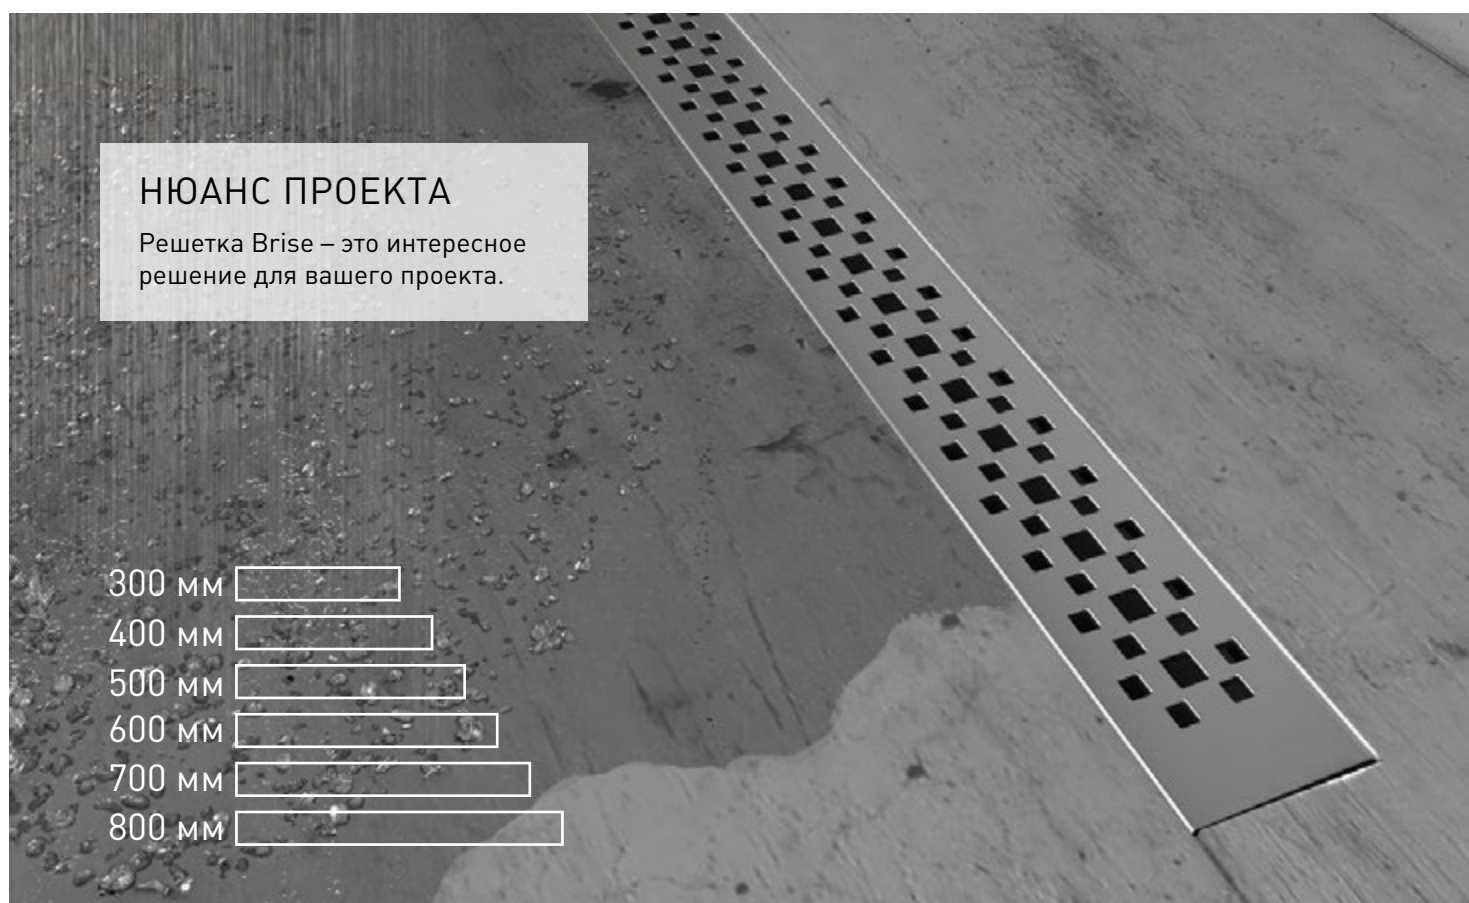 НЮАНС ПРОЕКТА
Решетка Brise – это интересное
решение для вашего проекта.
300 мм
400 мм
500 мм
600 мм
700 мм
800 мм